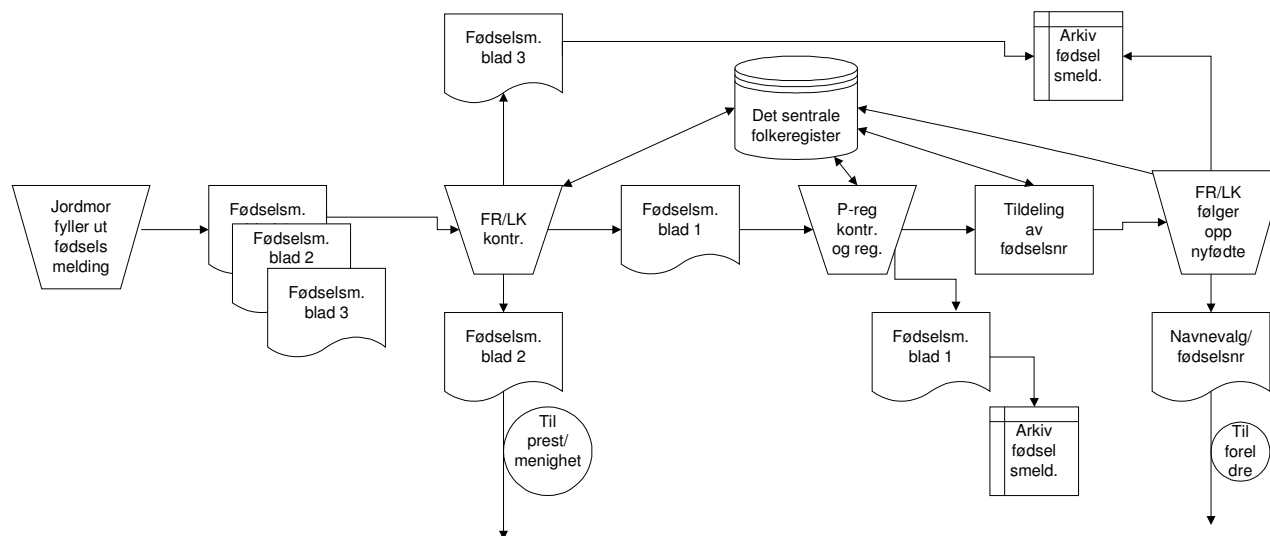 Fødselsm.
blad 3
Arkiv
fødsel
smeld.
Det sentrale
folkeregister
Jordmor
fyller ut
fødsels
melding
Fødselsm.
Fødselsm.
blad 2
Fødselsm.
blad 3
FR/LK
kontr.
Fødselsm.
blad 1
P-reg
kontr.
og reg.
Tildeling
av
fødselsnr
FR/LK
følger
opp
nyfødte
Fødselsm.
blad 2
Fødselsm.
blad 1
Navnevalg/
fødselsnr
Til
prest/
menighet
Arkiv
fødsel
smeld.
Til
forel
dre